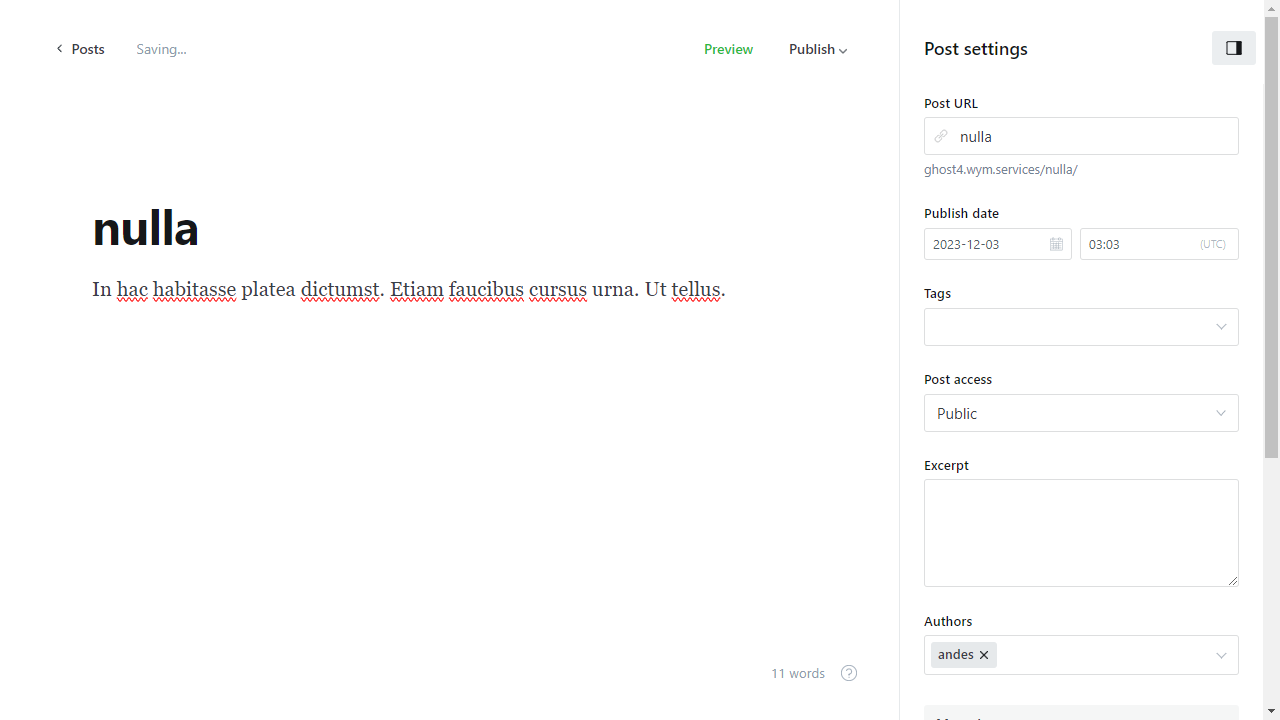 Posts
Saving...
Preview
Publish
Post settings
Post URL
nulla
ghost4.wym.services/nulla/
Publish date
2023-12-03
03:03
(UTC)
Tags
Post access
Public
Excerpt
Authors
andes
nulla
In hac habitasse platea dictumst. Etiam faucibus cursus urna. Ut tellus.
11 words